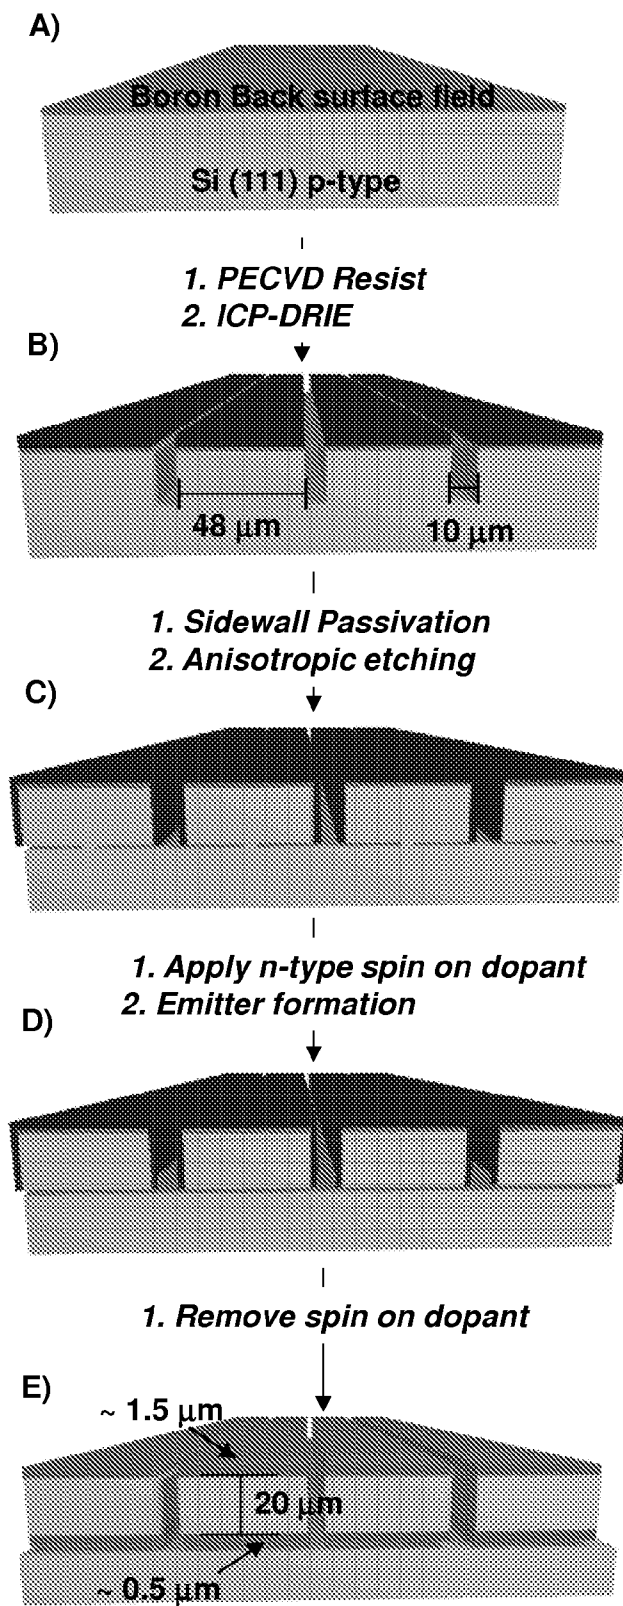 A)
Boron Back surface field
Si (111) p-type
1. PECVD Resist
2. ICP-DRIE
B)
48 μm
10 μm
1. Sidewall Passivation
2. Anisotropic etching
C)
1. Apply n-type spin on dopant
2. Emitter formation
D)
1. Remove spin on dopant
E)
~ 1.5 μm
20 μm
~ 0.5 μm